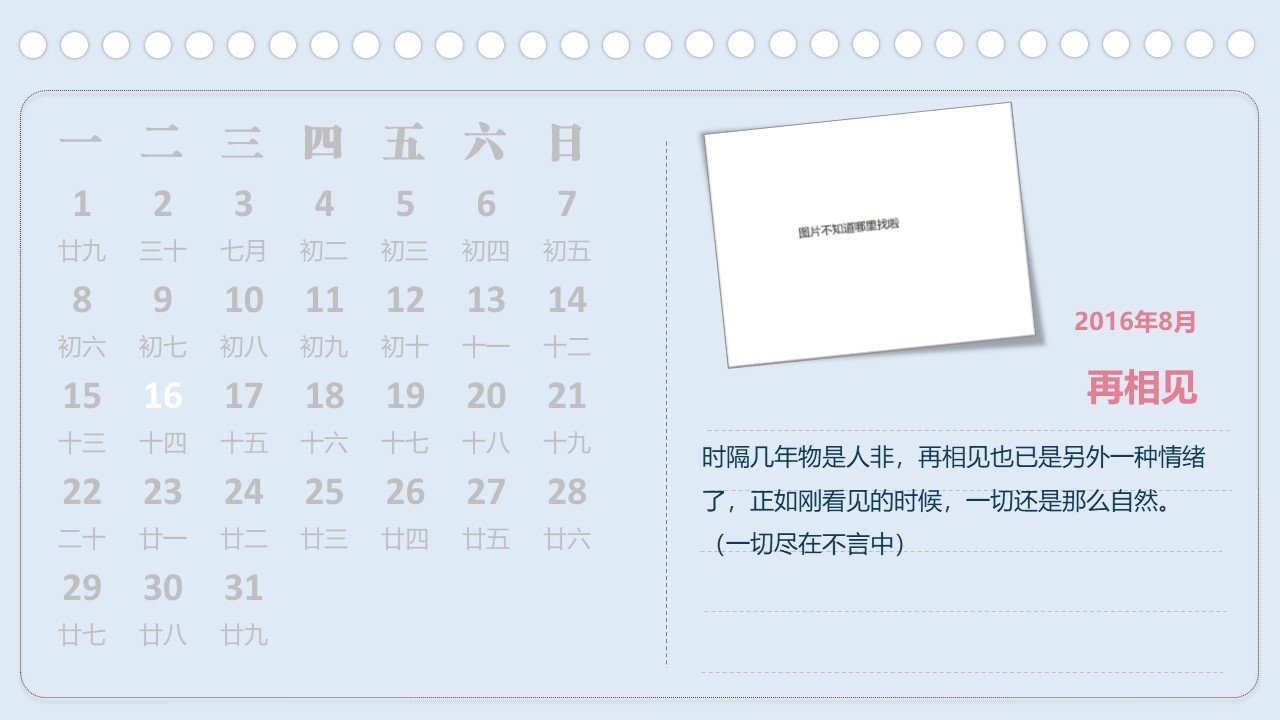 一 二 三 四 五 六 日
1 2 3 4 5 6 7
廿九 三十 七月 初二 初三 初四 初五
8 9 10 11 12 13 14
初六 初七 初八 初九 初十 十一 十二
15 16 17 18 19 20 21
十三 十四 十五 十六 十七 十八 十九
22 23 24 25 26 27 28
二十 廿一 廿二 廿三 廿四 廿五 廿六
29 30 31
廿七 廿八 廿九
图片不知道哪里找啦
2016年8月
再相见
时隔几年物是人非，再相见也已是另外一种情绪
了，正如刚看见的时候，一切还是那么自然。
（一切尽在不言中）